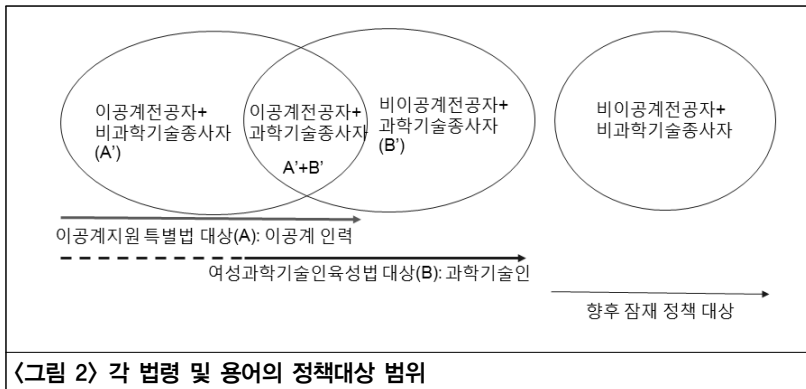 이공계전공자+
비과학기술종사자
(A’)
이공계전공자+
과학기술종사자
A’+B’
비이공계전공자+
과학기술종사자
(B’)
비이공계전공자+
비과학기술종사자
이공계지원 특별법 대상(A): 이공계 인력
여성과학기술인육성법 대상(B): 과학기술인
향후 잠재 정책 대상
〈그림 2〉 각 법령 및 용어의 정책대상 범위